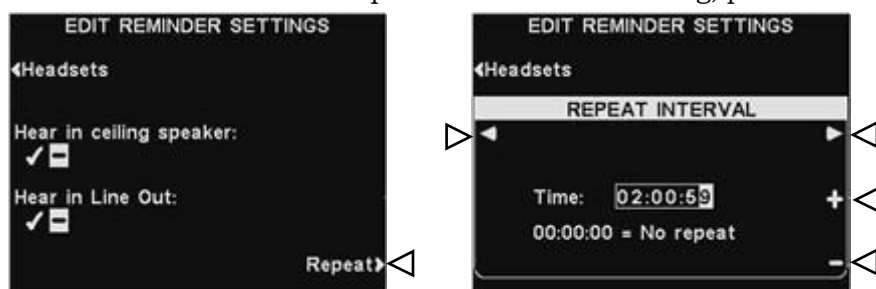 EDIT REMINDER SETTINGS
◀Headsets
Hear in ceiling speaker:
✓ –
Hear in Line Out:
✓ –
Repeat▶
EDIT REMINDER SETTINGS
◀Headsets
REPEAT INTERVAL
◀ ▶
Time: 02:00:59 +
00:00:00 = No repeat
–